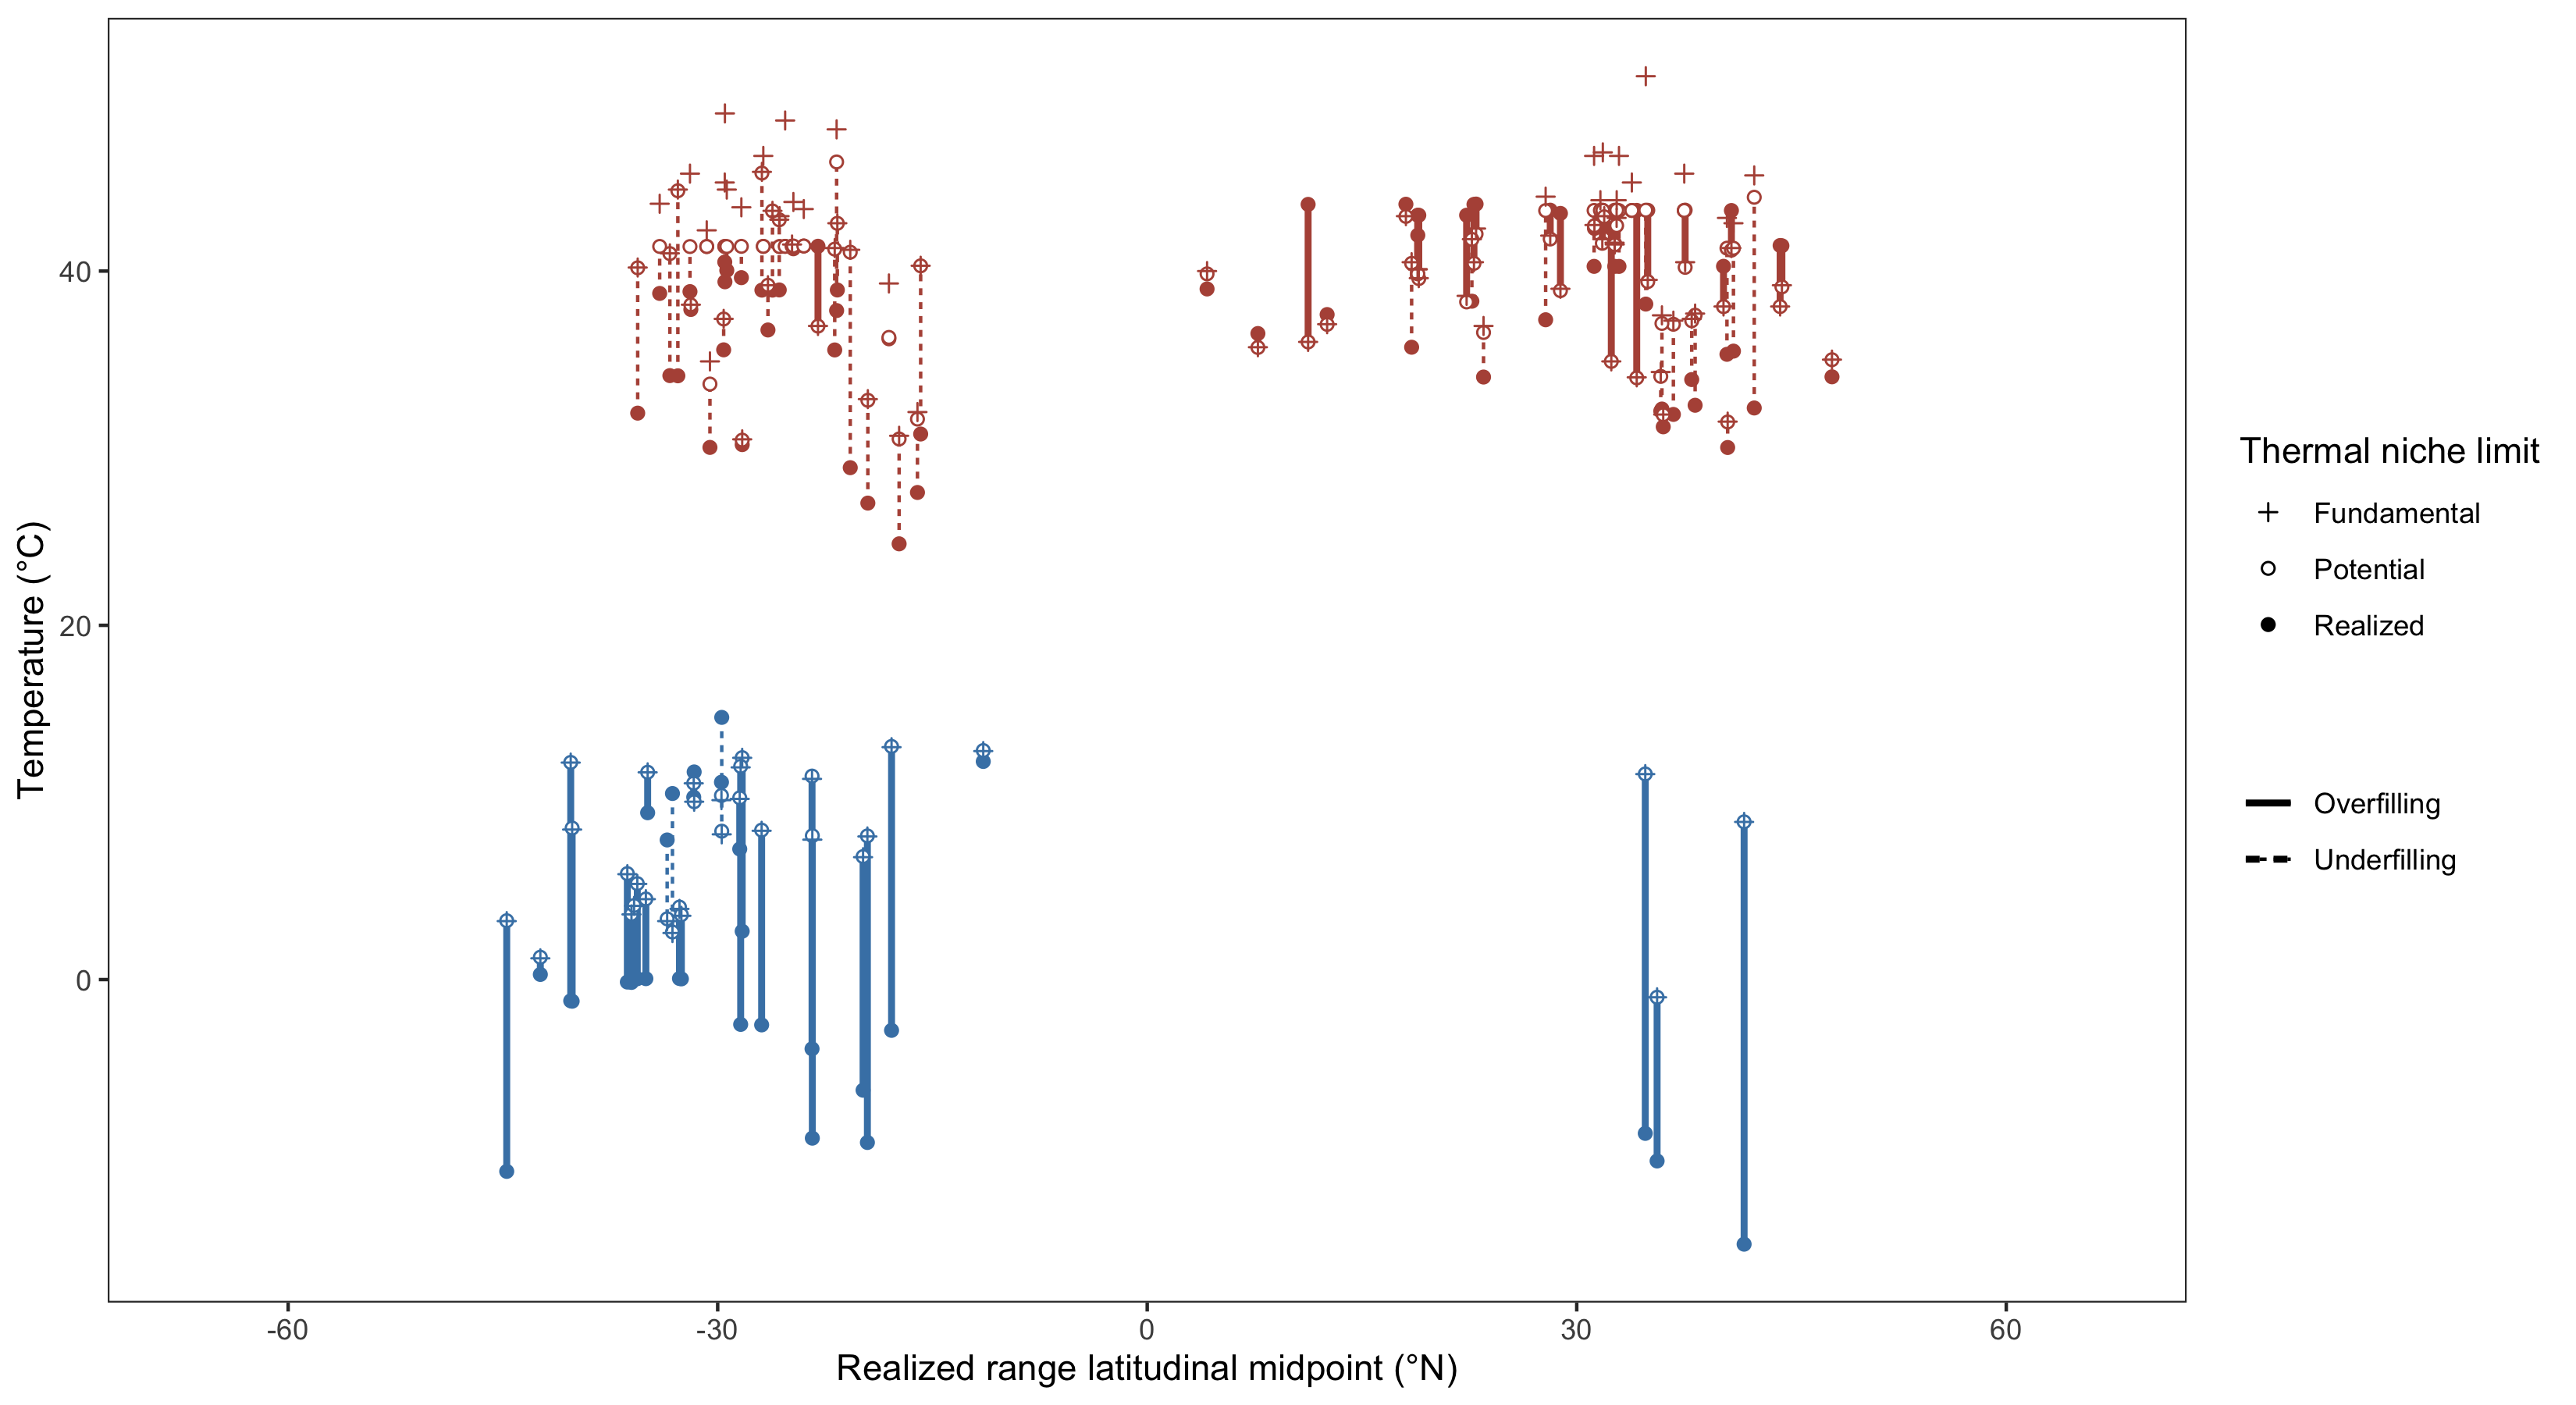 40
20
0
Temperature (°C)
-60
-30
0
30
60
Realized range latitudinal midpoint (°N)
Thermal niche limit
Fundamental
Potential
Realized
Overfilling
Underfilling